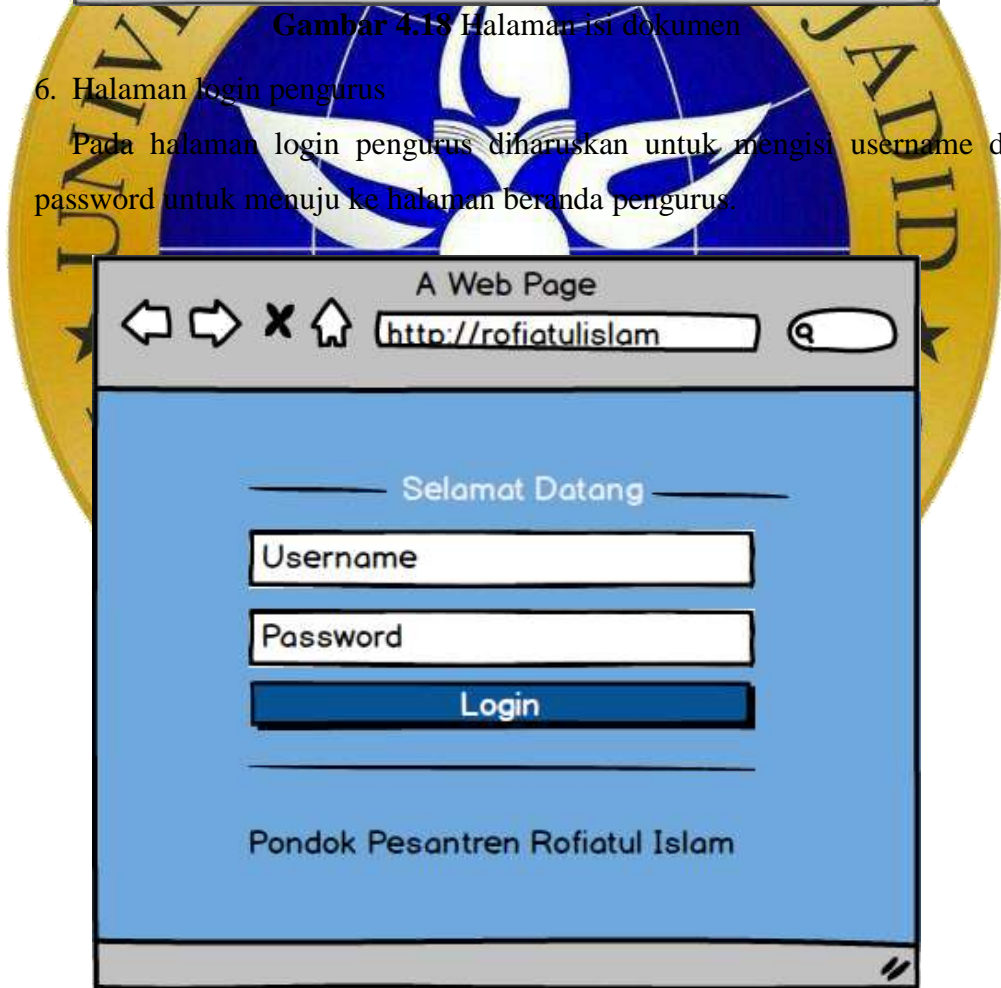 Gambar 4.18 Halaman isi dokumen
6. Halaman login pengurus
Pada halaman login pengurus diharuskan untuk mengisi username d
password untuk menuju ke halaman beranda pengurus.
UNIV
JADID
A Web Page
http://rofiatulislam
Selamat Datang
Username
Password
Login
Pondok Pesantren Rofiatul Islam